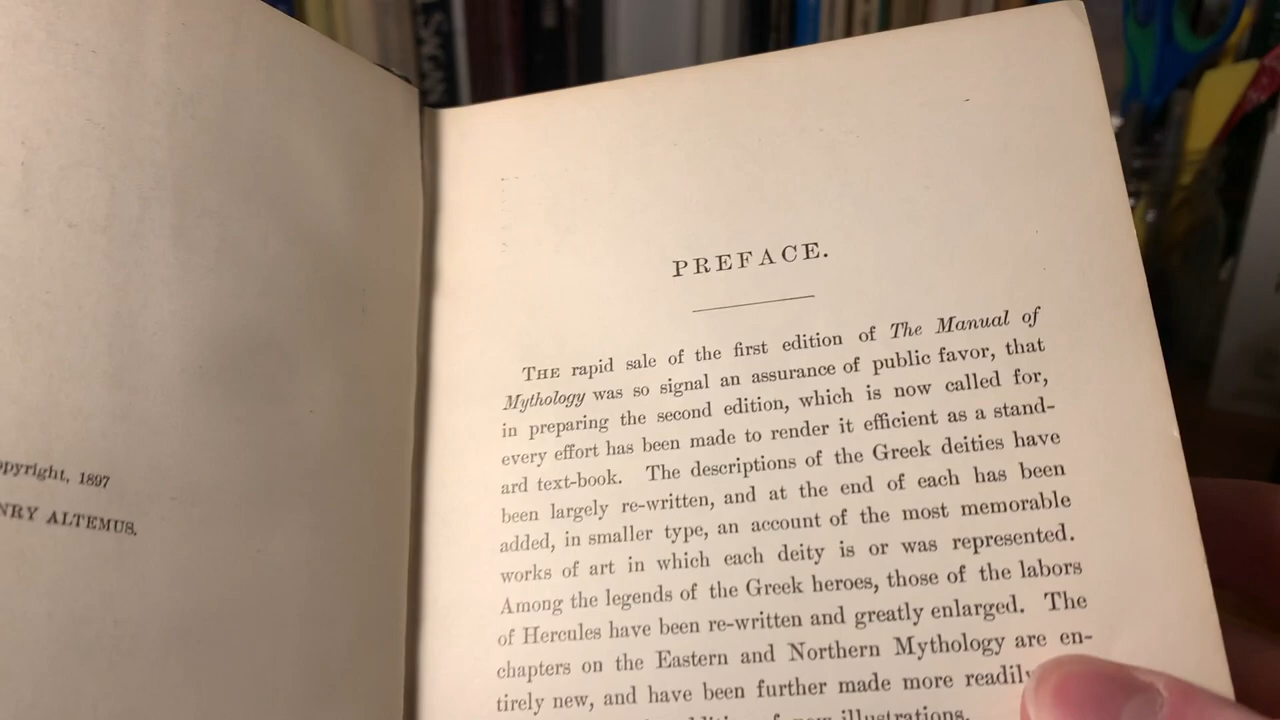 SAGAN
opyright, 1897
NRY ALTEMUS.
PREFACE.
THE rapid sale of the first edition of The Manual of
Mythology was so signal an assurance of public favor, that
in preparing the second edition, which is now called for,
every effort has been made to render it efficient as a stand-
ard text-book. The descriptions of the Greek deities have
been largely re-written, and at the end of each has been
added, in smaller type, an account of the most memorable
works of art in which each deity is or was represented.
Among the legends of the Greek heroes, those of the labors
of Hercules have been re-written and greatly enlarged. The
chapters on the Eastern and Northern Mythology are en-
tirely new, and have been further made more readily
of new illustrations.